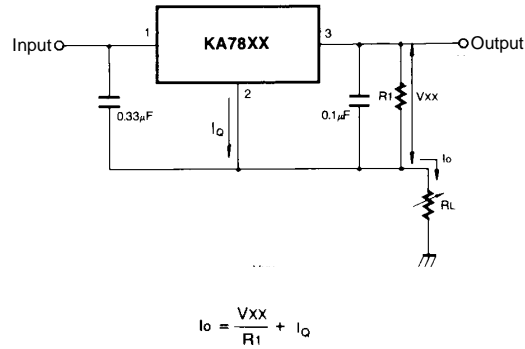 Input
1
KA78XX
3
Output
2
0.33µF
IQ
0.1µF
R1
VXX
Io
RL
Io = VXX / R1 + IQ